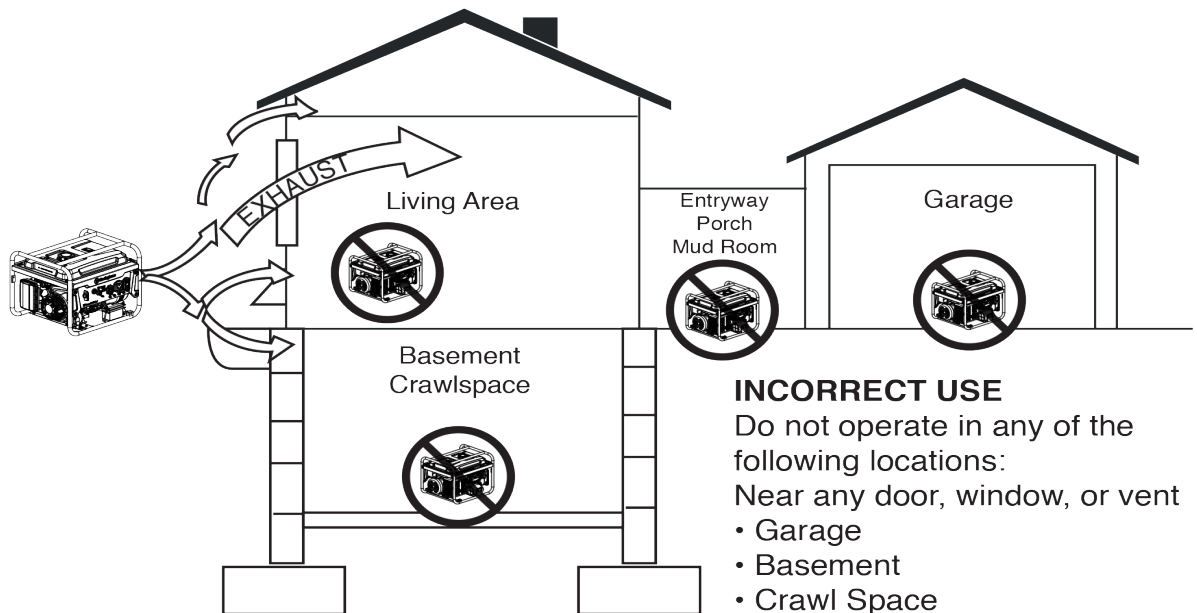 EXHAUST
Living Area
Entryway
Porch
Mud Room
Garage
Basement
Crawlspace
INCORRECT USE
Do not operate in any of the
following locations:
Near any door, window, or vent
• Garage
• Basement
• Crawl Space